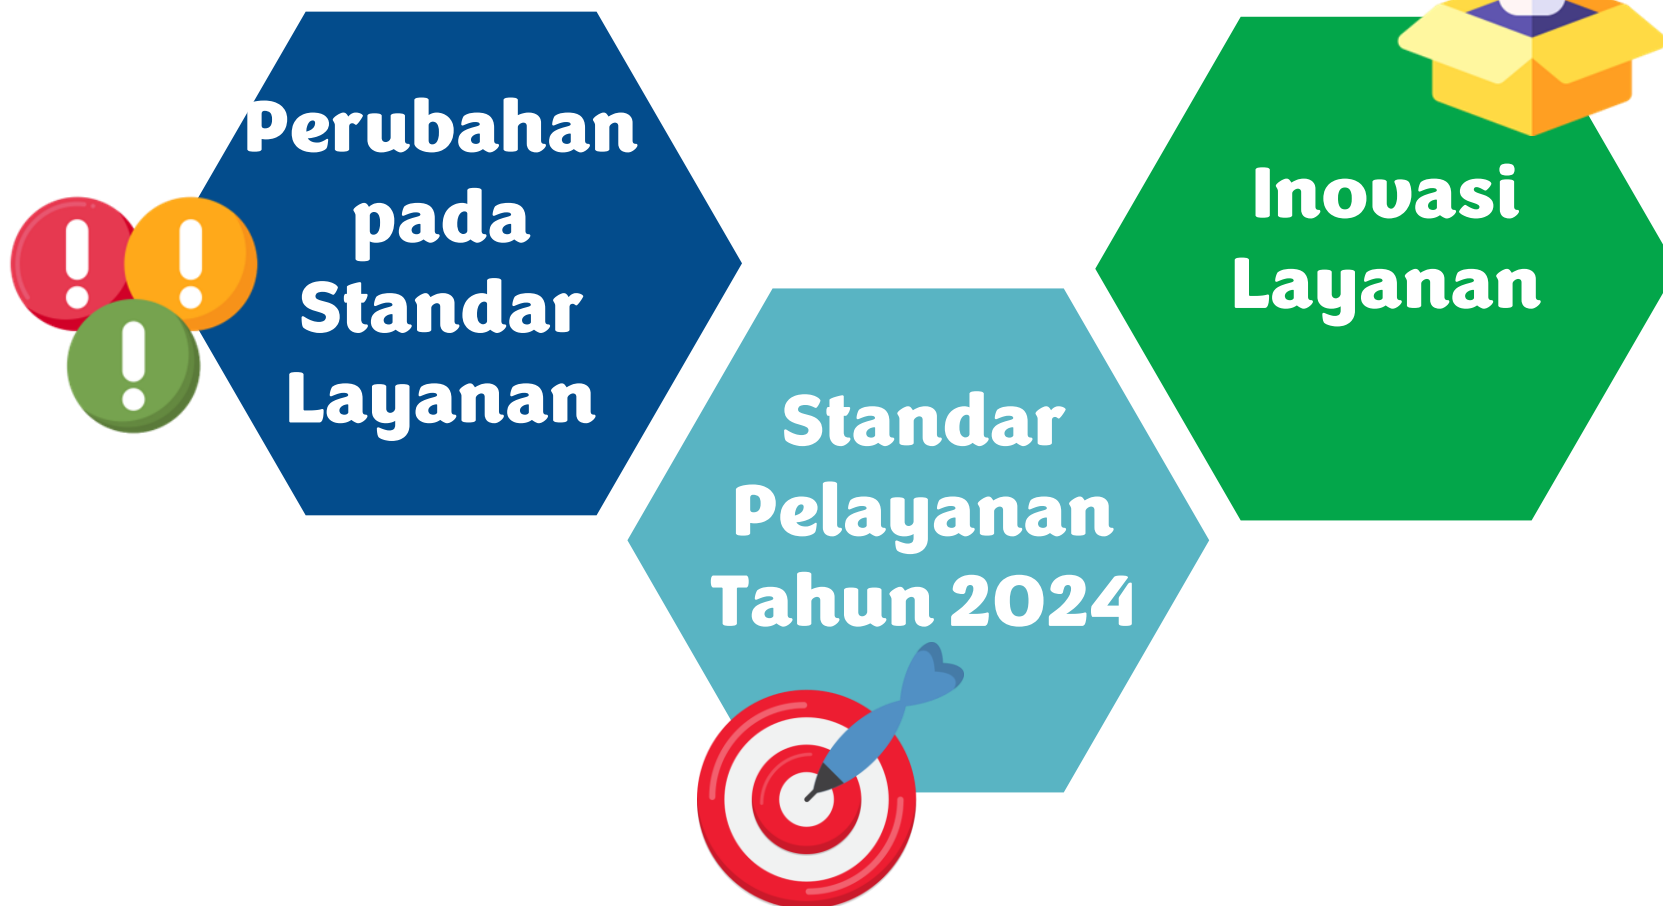 Perubahan
pada
Standar
Layanan
Standar
Pelayanan
Tahun 2024
Inovasi
Layanan